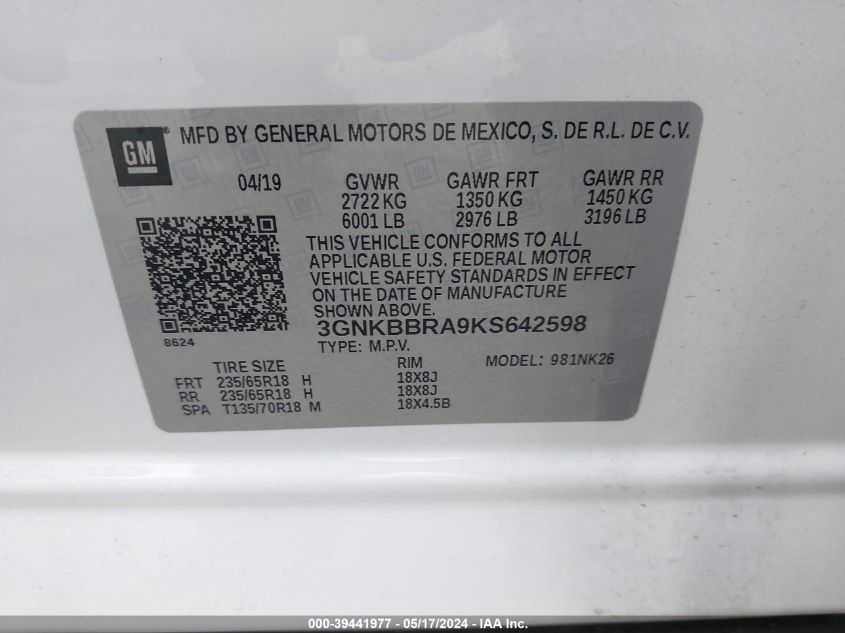 GM
MFD BY GENERAL MOTORS DE MEXICO, S. DE R.L. DE C.V.
04/19 GVWR GAWR FRT GAWR RR
2722 KG 1350 KG 1450 KG
6001 LB 2976 LB 3196 LB
THIS VEHICLE CONFORMS TO ALL
APPLICABLE U.S. FEDERAL MOTOR
VEHICLE SAFETY STANDARDS IN EFFECT
ON THE DATE OF MANUFACTURE
SHOWN ABOVE.
3GNKBBRA9KS642598
8624
TYPE: M.P.V. MODEL: 981NK26
TIRE SIZE RIM
FRT 235/65R18 H 18X8J
RR 235/65R18 H 18X8J
SPA T135/70R18 M 18X4.5B
000-39441977 - 05/17/2024 - IAA Inc.